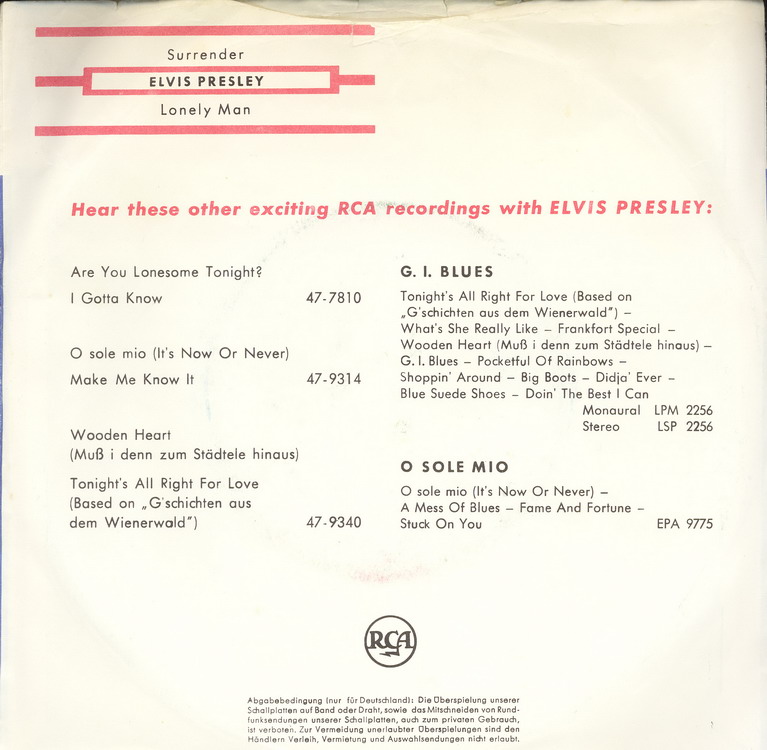 Surrender
ELVIS PRESLEY
Lonely Man
Hear these other exciting RCA recordings with ELVIS PRESLEY:
Are You Lonesome Tonight?
I Gotta Know 47-7810
O sole mio (It's Now Or Never)
Make Me Know It 47-9314
Wooden Heart
(Muß i denn zum Städtele hinaus)
Tonight's All Right For Love
(Based on „G'schichten aus
dem Wienerwald") 47-9340
G. I. BLUES
Tonight's All Right For Love (Based on
„G'schichten aus dem Wienerwald") –
What's She Really Like – Frankfort Special –
Wooden Heart (Muß i denn zum Städtele hinaus) –
G. I. Blues – Pocketful Of Rainbows –
Shoppin' Around – Big Boots – Didja' Ever –
Blue Suede Shoes – Doin' The Best I Can
Monaural LPM 2256
Stereo LSP 2256
O SOLE MIO
O sole mio (It's Now Or Never) –
A Mess Of Blues – Fame And Fortune –
Stuck On You EPA 9775
RCA
Abgabebedingung (nur für Deutschland): Die Überspielung unserer
Schallplatten auf Band oder Draht, sowie das Mitschneiden von Rund-
funksendungen unserer Schallplatten, auch zum privaten Gebrauch,
ist verboten. Zur Vermeidung unerlaubter Überspielungen sind den
Händlern Verleih, Vermietung und Auswahlsendungen nicht erlaubt.